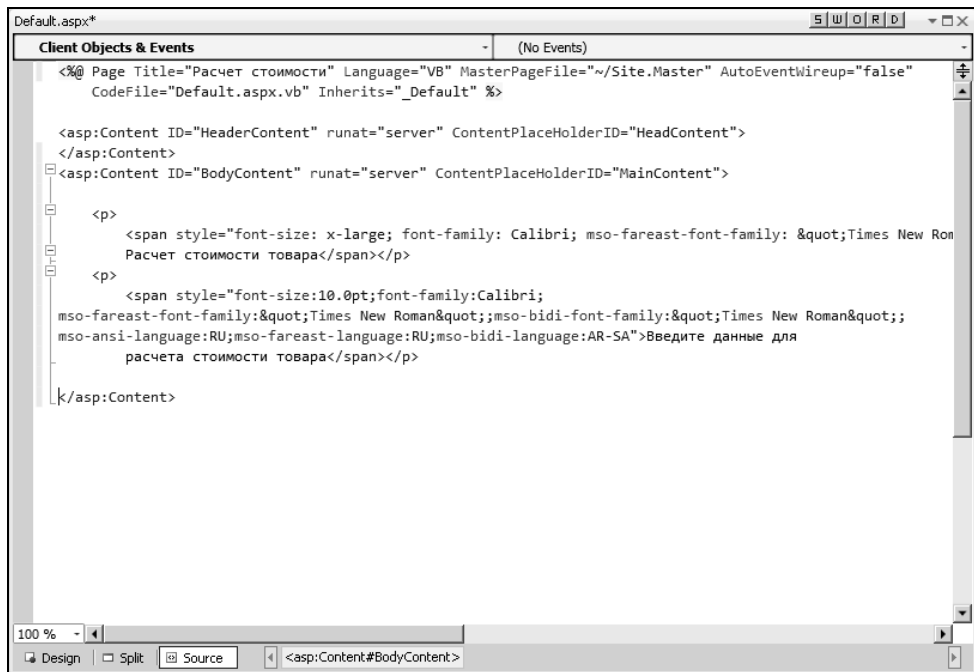 Default.aspx*
S W O R D
Client Objects & Events
(No Events)
<%@ Page Title="Расчет стоимости" Language="VB" MasterPageFile="~/Site.Master" AutoEventWireup="false"
CodeFile="Default.aspx.vb" Inherits="_Default" %>
<asp:Content ID="HeaderContent" runat="server" ContentPlaceHolderID="HeadContent">
</asp:Content>
<asp:Content ID="BodyContent" runat="server" ContentPlaceHolderID="MainContent">
<p>
<span style="font-size: x-large; font-family: Calibri; mso-fareast-font-family: &quot;Times New Rom
Расчет стоимости товара</span></p>
<p>
<span style="font-size:10.0pt;font-family:Calibri;
mso-fareast-font-family:&quot;Times New Roman&quot;;mso-bidi-font-family:&quot;Times New Roman&quot;;
mso-ansi-language:RU;mso-fareast-language:RU;mso-bidi-language:AR-SA">Введите данные для
расчета стоимости товара</span></p>
</asp:Content>
100 %
Design Split Source <asp:Content#BodyContent>